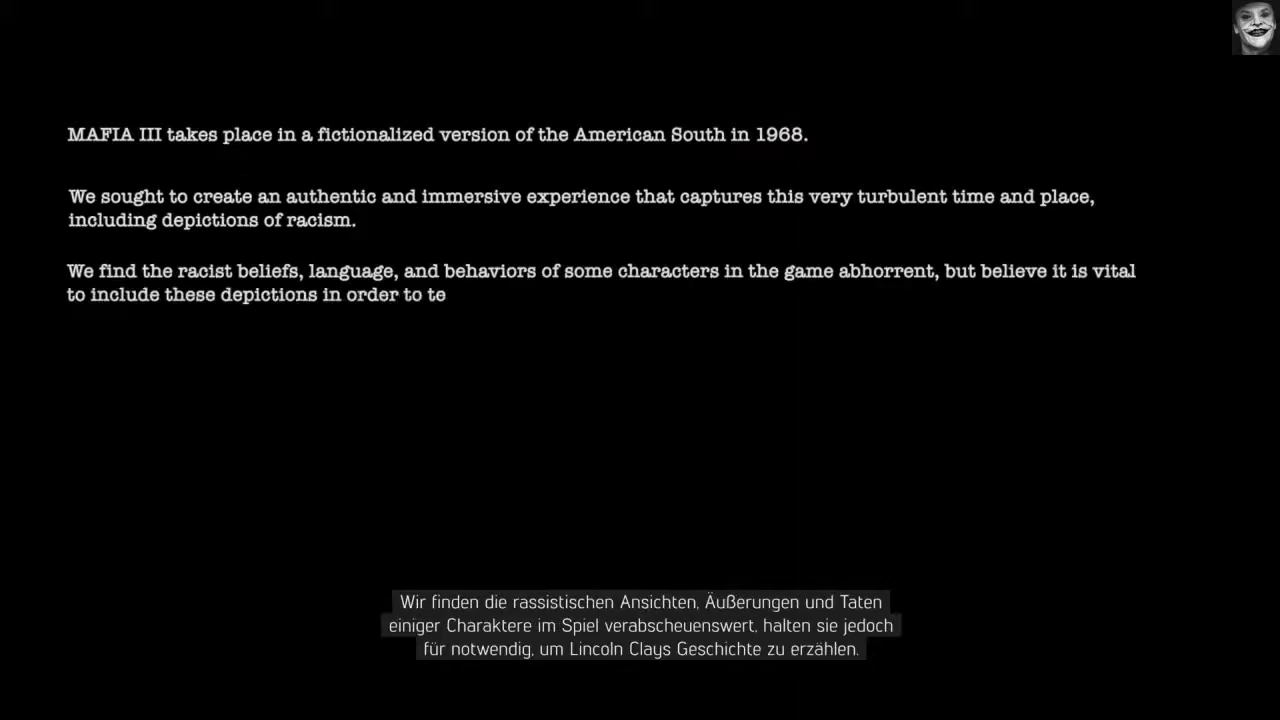 MAFIA III takes place in a fictionalized version of the American South in 1968.
We sought to create an authentic and immersive experience that captures this very turbulent time and place,
including depictions of racism.
We find the racist beliefs, language, and behaviors of some characters in the game abhorrent, but believe it is vital
to include these depictions in order to te
Wir finden die rassistischen Ansichten, Äußerungen und Taten
einiger Charaktere im Spiel verabscheuenswert, halten sie jedoch
für notwendig, um Lincoln Clays Geschichte zu erzählen.